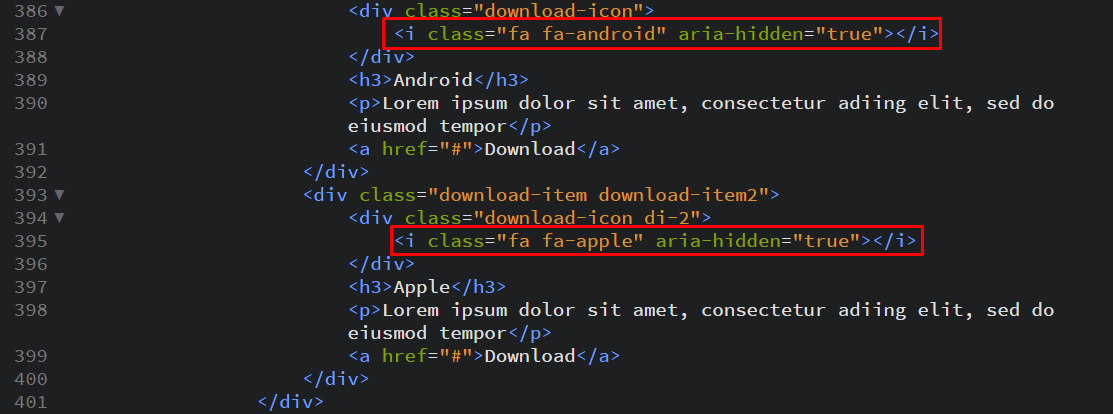 386 ▼ <div class="download-icon">
387 <i class="fa fa-android" aria-hidden="true"></i>
388 </div>
389 <h3>Android</h3>
390 <p>Lorem ipsum dolor sit amet, consectetur adiing elit, sed do
eiusmod tempor</p>
391 <a href="#">Download</a>
392 </div>
393 ▼ <div class="download-item download-item2">
394 ▼ <div class="download-icon di-2">
395 <i class="fa fa-apple" aria-hidden="true"></i>
396 </div>
397 <h3>Apple</h3>
398 <p>Lorem ipsum dolor sit amet, consectetur adiing elit, sed do
eiusmod tempor</p>
399 <a href="#">Download</a>
400 </div>
401 </div>